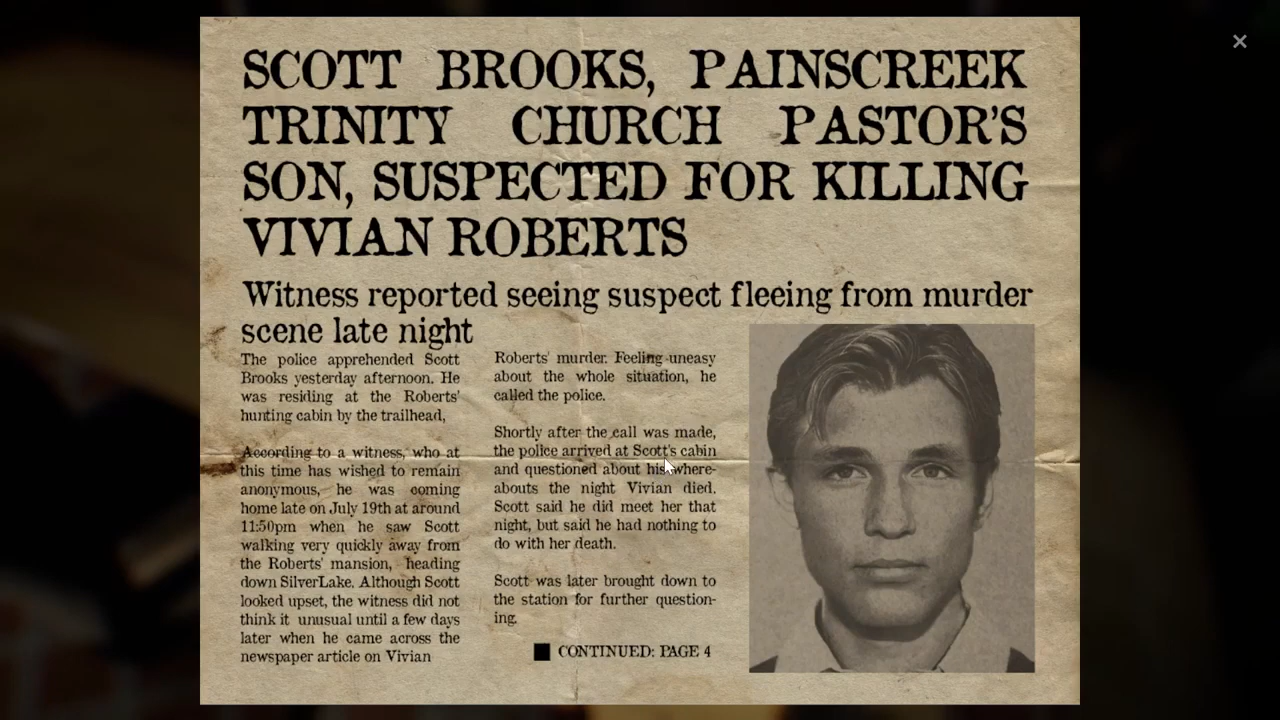 SCOTT BROOKS, PAINSCREEK
TRINITY CHURCH PASTOR'S
SON, SUSPECTED FOR KILLING
VIVIAN ROBERTS
Witness reported seeing suspect fleeing from murder
scene late night
The police apprehended Scott
Brooks yesterday afternoon. He
was residing at the Roberts'
hunting cabin by the trailhead,
According to a witness, who at
this time has wished to remain
anonymous, he was coming
home late on July 19th at around
11:50pm when he saw Scott
walking very quickly away from
the Roberts' mansion, heading
down SilverLake. Although Scott
looked upset, the witness did not
think it unusual until a few days
later when he came across the
newspaper article on Vivian
Roberts' murder. Feeling uneasy
about the whole situation, he
called the police.
Shortly after the call was made,
the police arrived at Scott's cabin
and questioned about his where-
abouts the night Vivian died.
Scott said he did meet her that
night, but said he had nothing to
do with her death.
Scott was later brought down to
the station for further question-
ing.
CONTINUED: PAGE 4